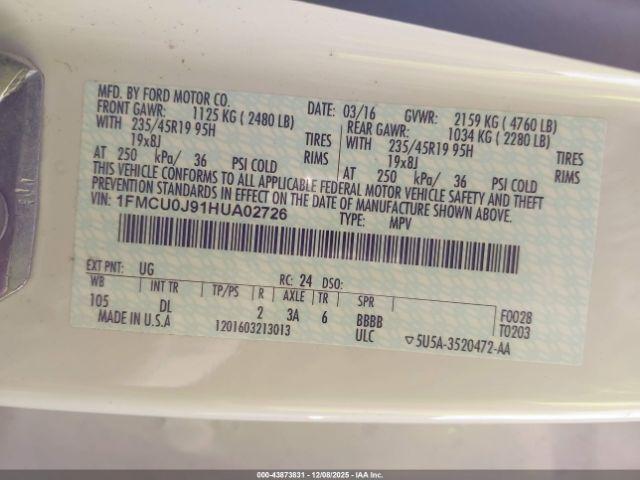 MFD. BY FORD MOTOR CO.
DATE: 03/16 GVWR: 2159 KG ( 4760 LB)
FRONT GAWR: 1125 KG ( 2480 LB) REAR GAWR: 1034 KG ( 2280 LB)
WITH 235/45R19 95H TIRES WITH 235/45R19 95H TIRES
19x8J RIMS 19x8J RIMS
AT 250 kPa/ 36 PSI COLD AT 250 kPa/ 36 PSI COLD
THIS VEHICLE CONFORMS TO ALL APPLICABLE FEDERAL MOTOR VEHICLE SAFETY AND THEFT
PREVENTION STANDARDS IN EFFECT ON THE DATE OF MANUFACTURE SHOWN ABOVE.
VIN: 1FMCU0J91HUA02726 TYPE: MPV
EXT PNT: UG RC: 24 DSO:
WB INT TR TP/PS R AXLE TR SPR F0028
105 DL 2 3A 6 BBBB T0203
MADE IN U.S.A 1201603213013 ULC ▽5U5A-3520472-AA
000-43873831 - 12/08/2025 - IAAI.COM